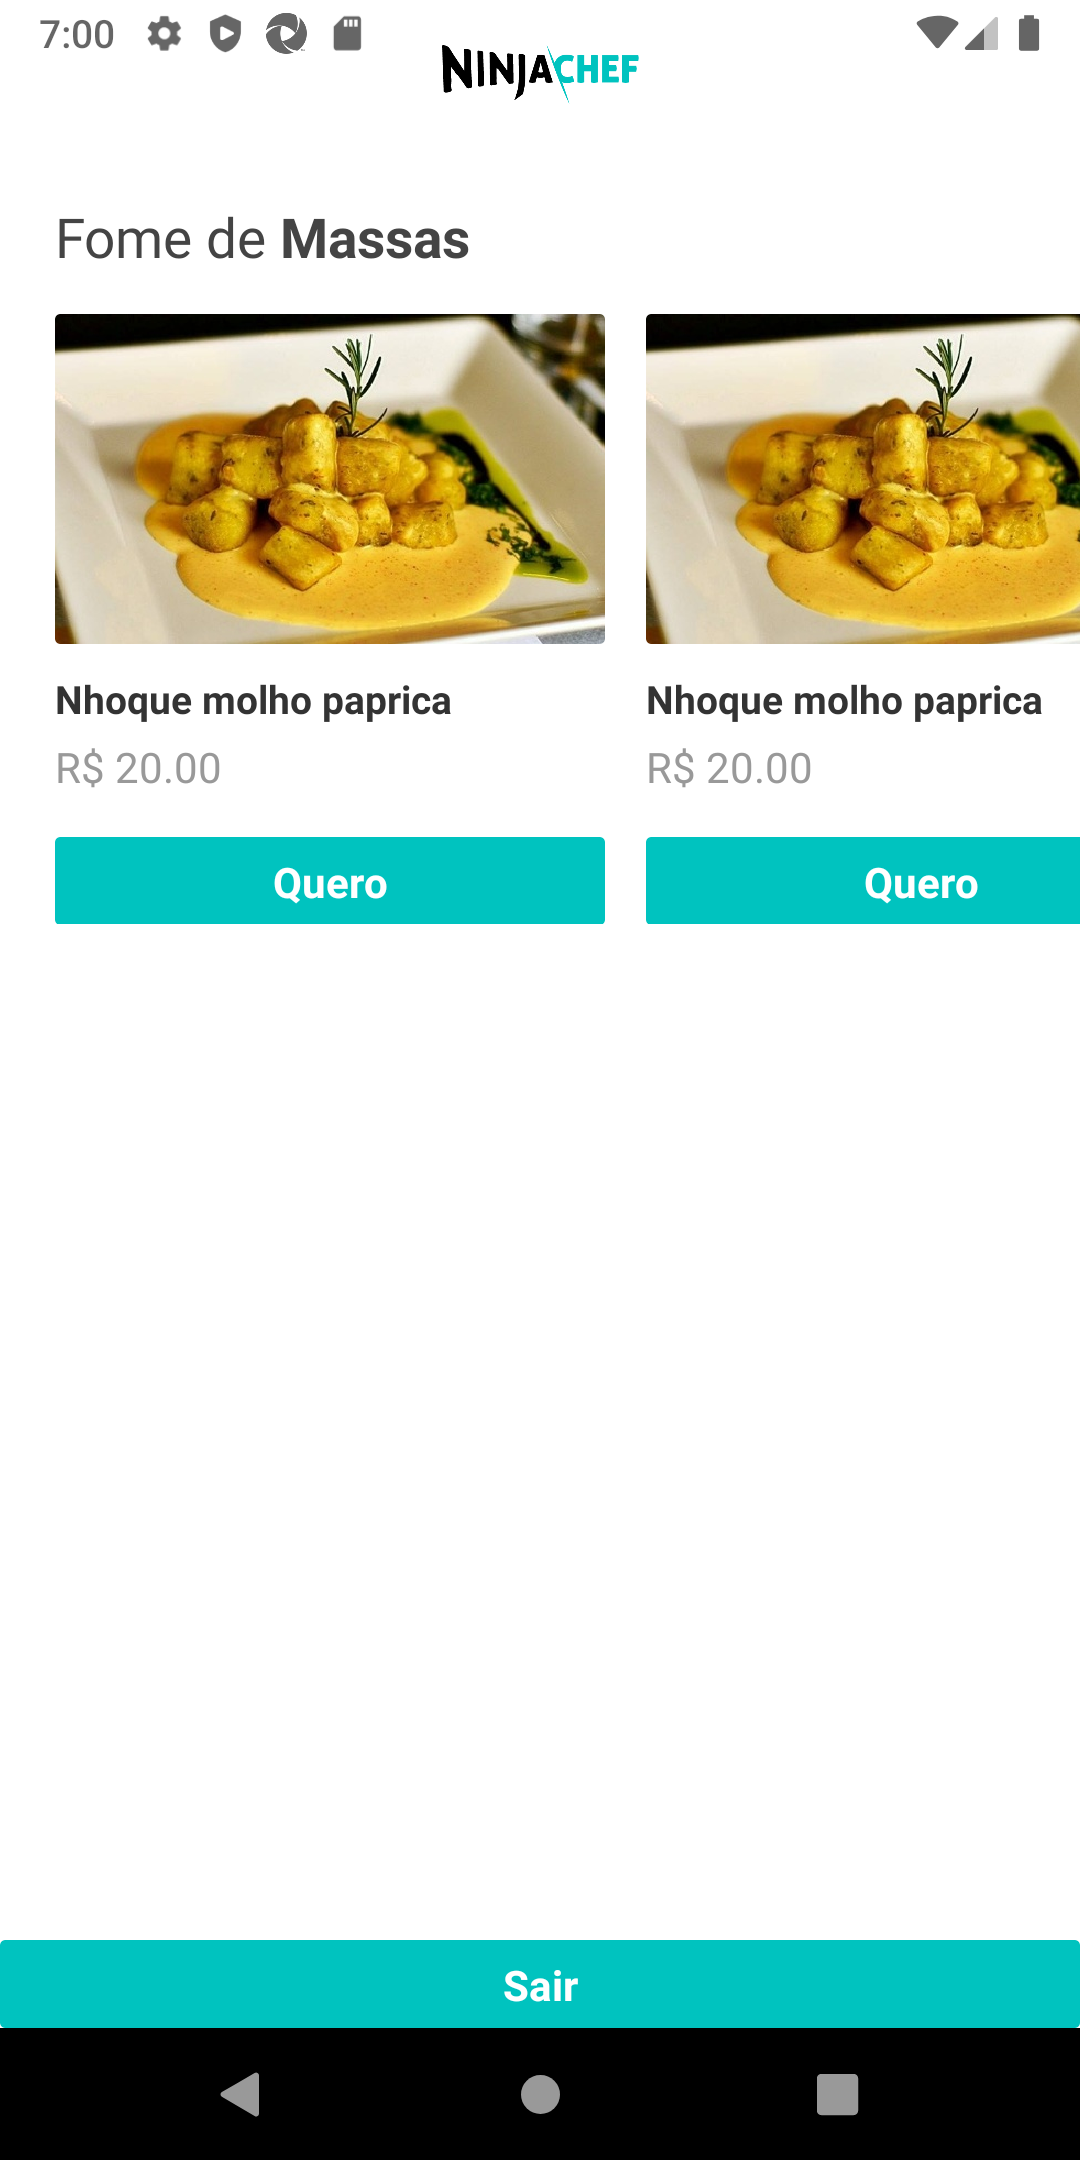 7:00
NINJACHEF
Fome de Massas
Nhoque molho paprica
R$ 20.00
Quero
Nhoque molho paprica
R$ 20.00
Quero
Sair